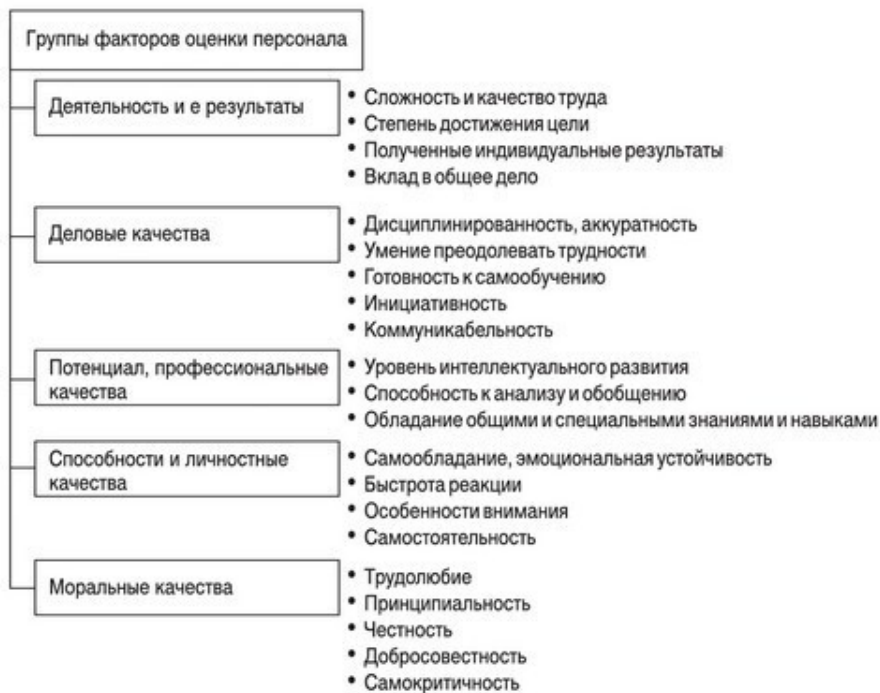 Группы факторов оценки персонала
Деятельность и е результаты
• Сложность и качество труда
• Степень достижения цели
• Полученные индивидуальные результаты
• Вклад в общее дело
Деловые качества
• Дисциплинированность, аккуратность
• Умение преодолевать трудности
• Готовность к самообучению
• Инициативность
• Коммуникабельность
Потенциал, профессиональные
качества
• Уровень интеллектуального развития
• Способность к анализу и обобщению
• Обладание общими и специальными знаниями и навыками
Способности и личностные
качества
• Самообладание, эмоциональная устойчивость
• Быстрота реакции
• Особенности внимания
• Самостоятельность
Моральные качества
• Трудолюбие
• Принципиальность
• Честность
• Добросовестность
• Самокритичность